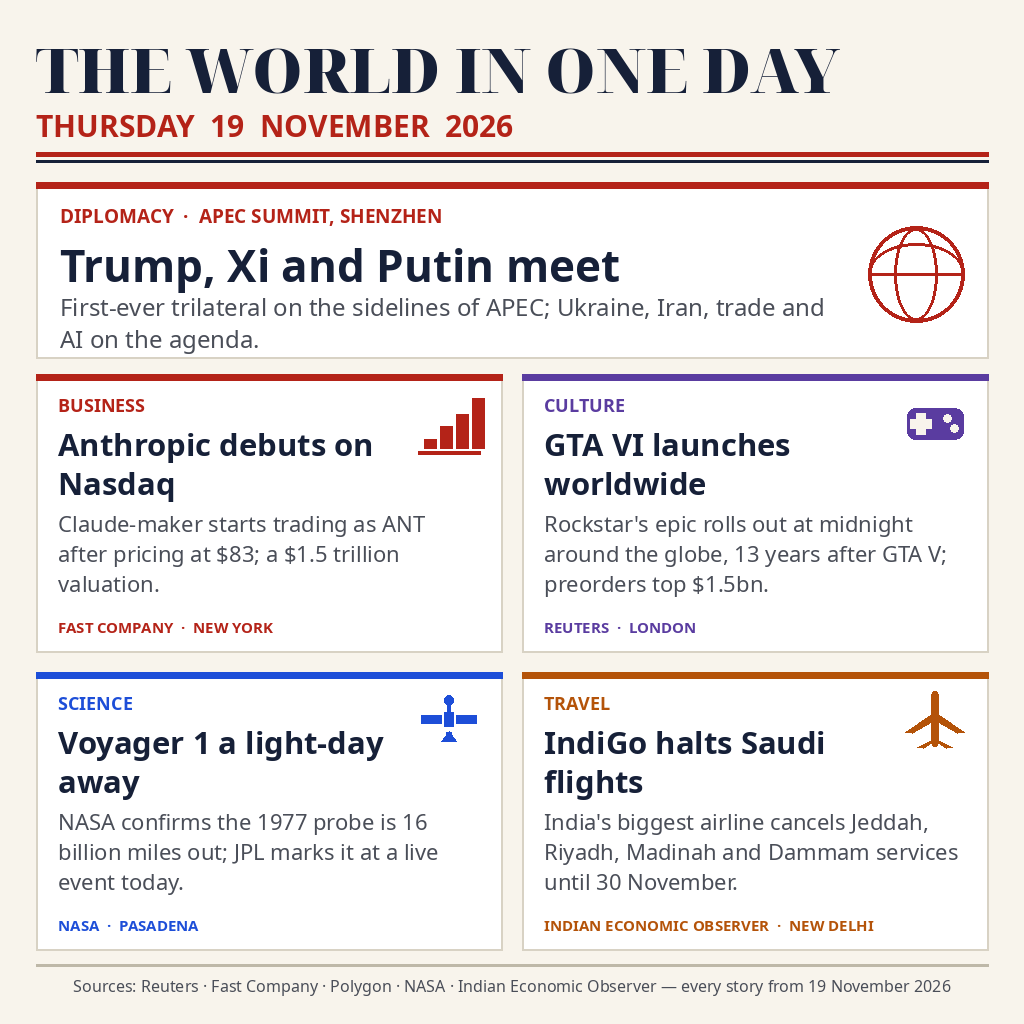 THE WORLD IN ONE DAY
THURSDAY 19 NOVEMBER 2026
DIPLOMACY · APEC SUMMIT, SHENZHEN
Trump, Xi and Putin meet
First-ever trilateral on the sidelines of APEC; Ukraine, Iran, trade and
AI on the agenda.
BUSINESS
Anthropic debuts on
Nasdaq
Claude-maker starts trading as ANT
after pricing at $83; a $1.5 trillion
valuation.
FAST COMPANY · NEW YORK
CULTURE
GTA VI launches
worldwide
Rockstar's epic rolls out at midnight
around the globe, 13 years after GTA V;
preorders top $1.5bn.
REUTERS · LONDON
SCIENCE
Voyager 1 a light-day
away
NASA confirms the 1977 probe is 16
billion miles out; JPL marks it at a live
event today.
NASA · PASADENA
TRAVEL
IndiGo halts Saudi
flights
India's biggest airline cancels Jeddah,
Riyadh, Madinah and Dammam services
until 30 November.
INDIAN ECONOMIC OBSERVER · NEW DELHI
Sources: Reuters · Fast Company · Polygon · NASA · Indian Economic Observer — every story from 19 November 2026